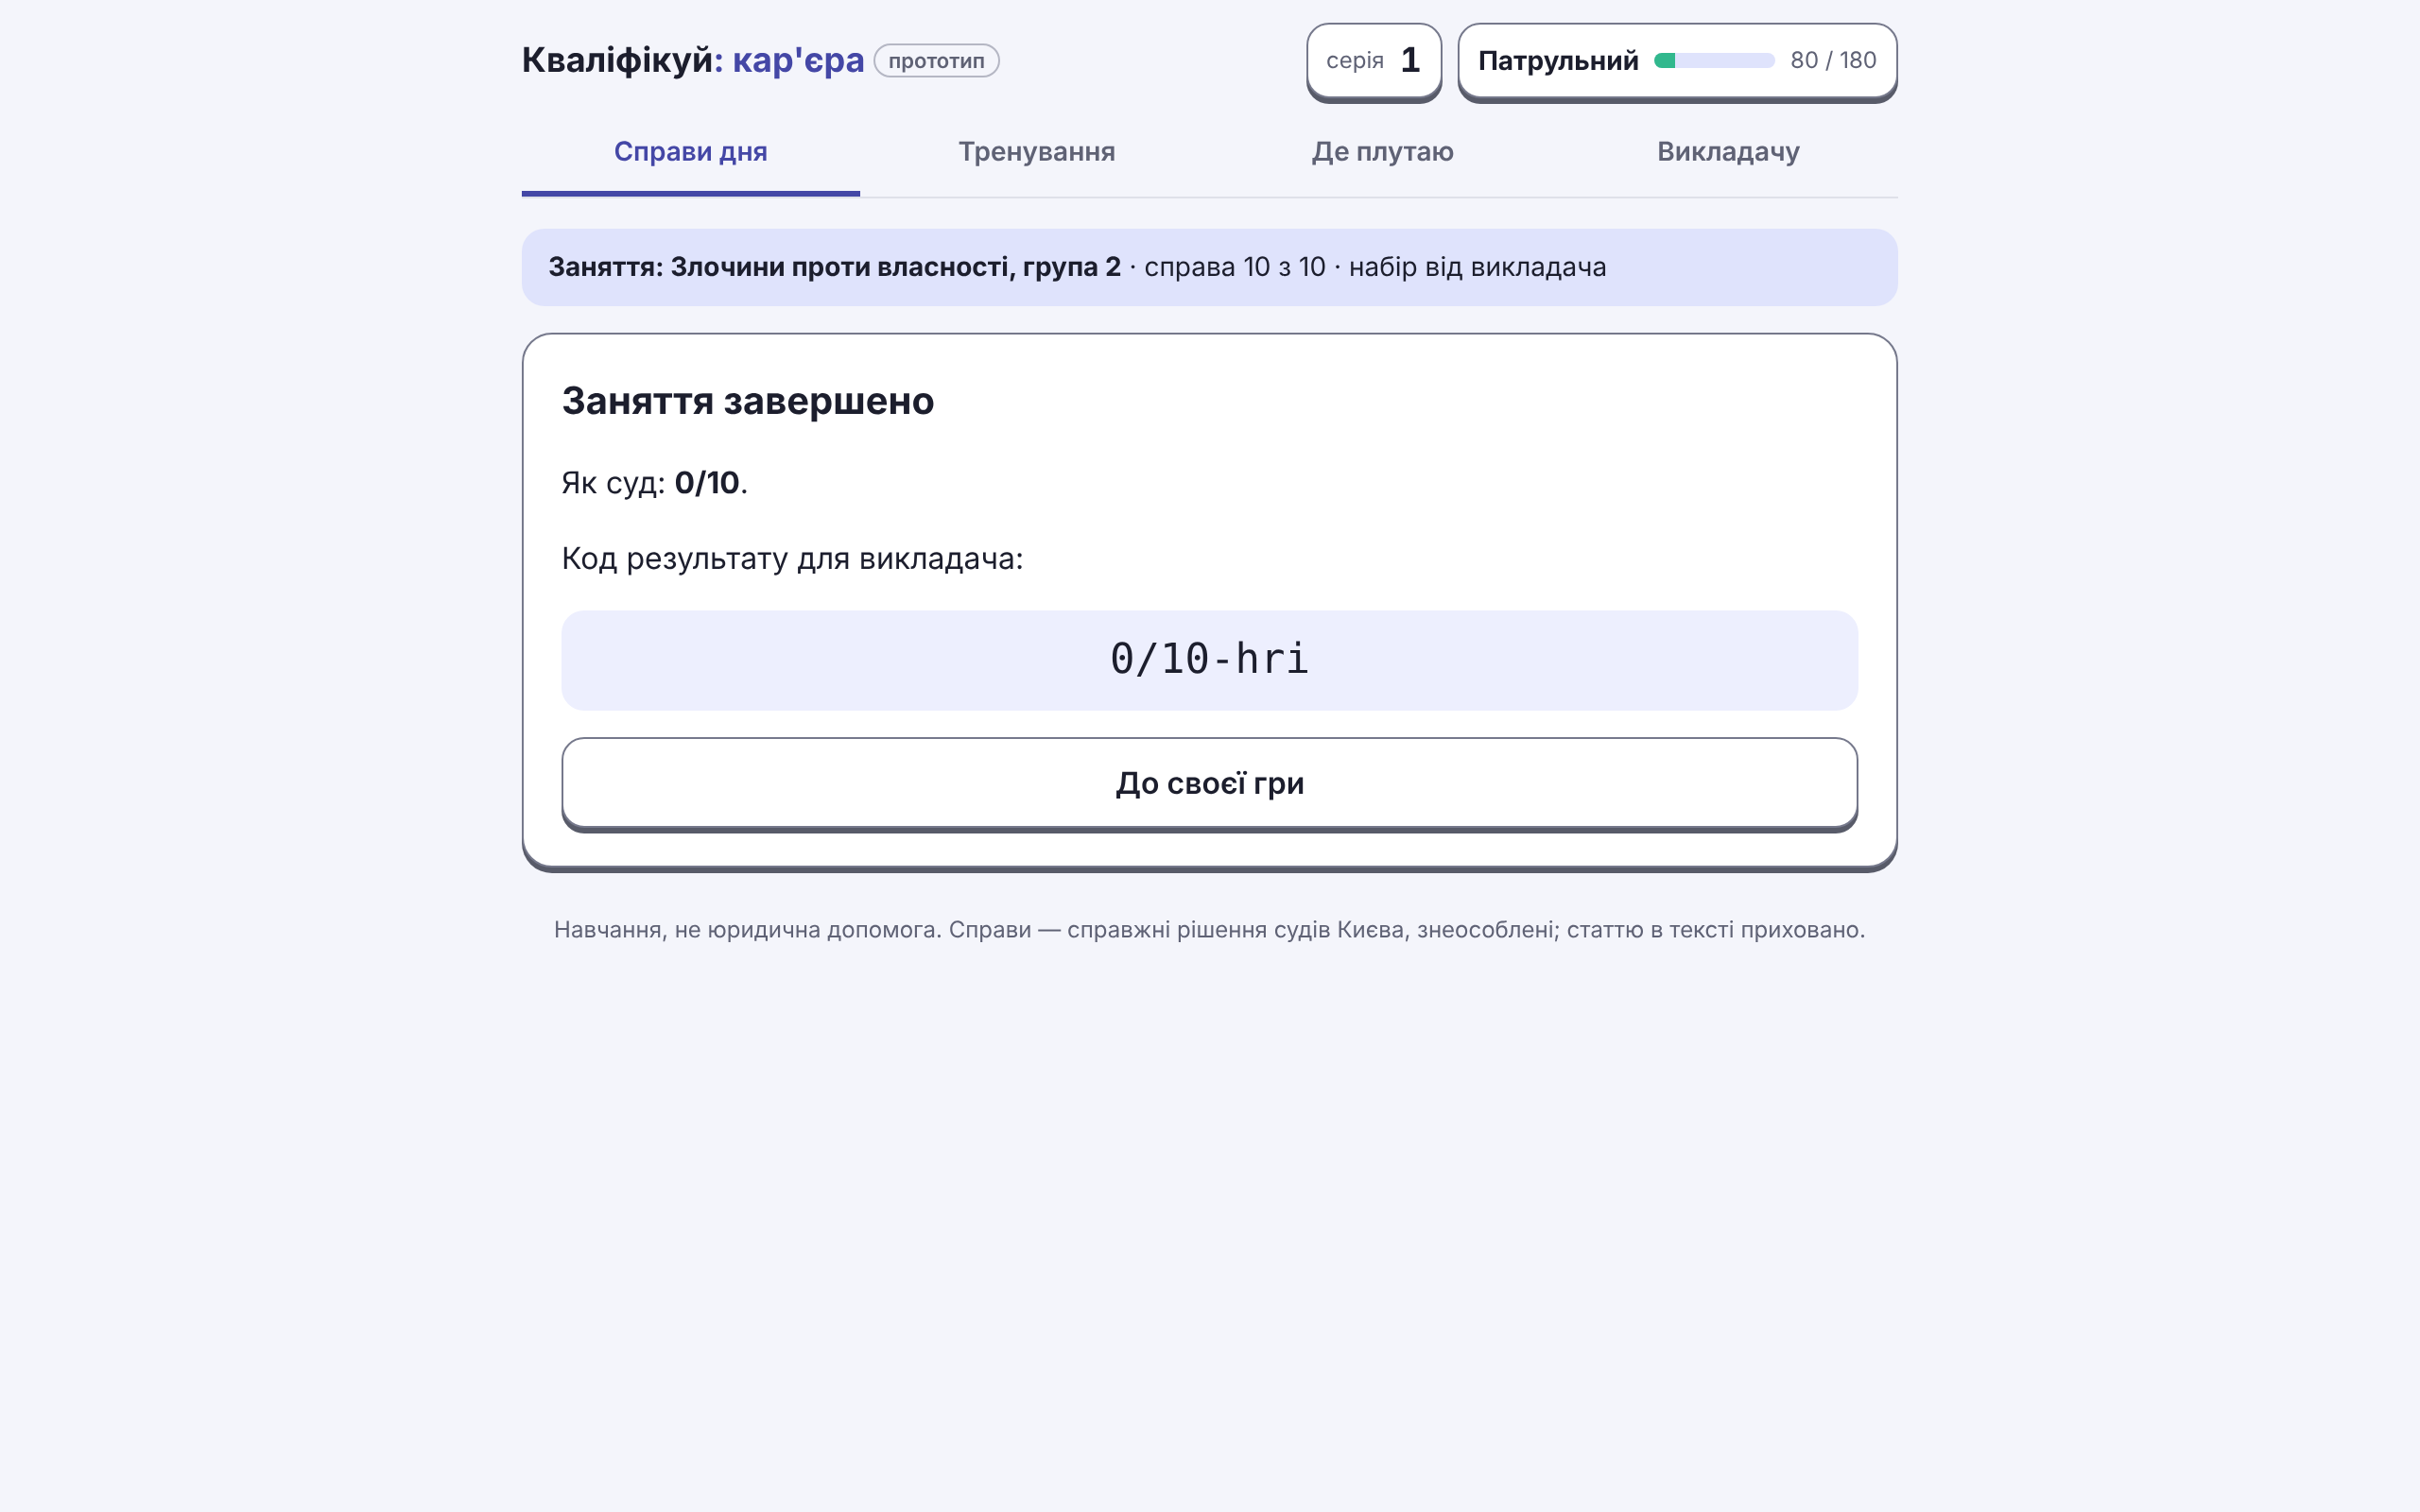 Кваліфікуй: кар'єра прототип
серія 1
Патрульний 80 / 180
Справи дня Тренування Де плутаю Викладачу
Заняття: Злочини проти власності, група 2 · справа 10 з 10 · набір від викладача
Заняття завершено
Як суд: 0/10.
Код результату для викладача:
0/10-hri
До своєї гри
Навчання, не юридична допомога. Справи — справжні рішення судів Києва, знеособлені; статтю в тексті приховано.